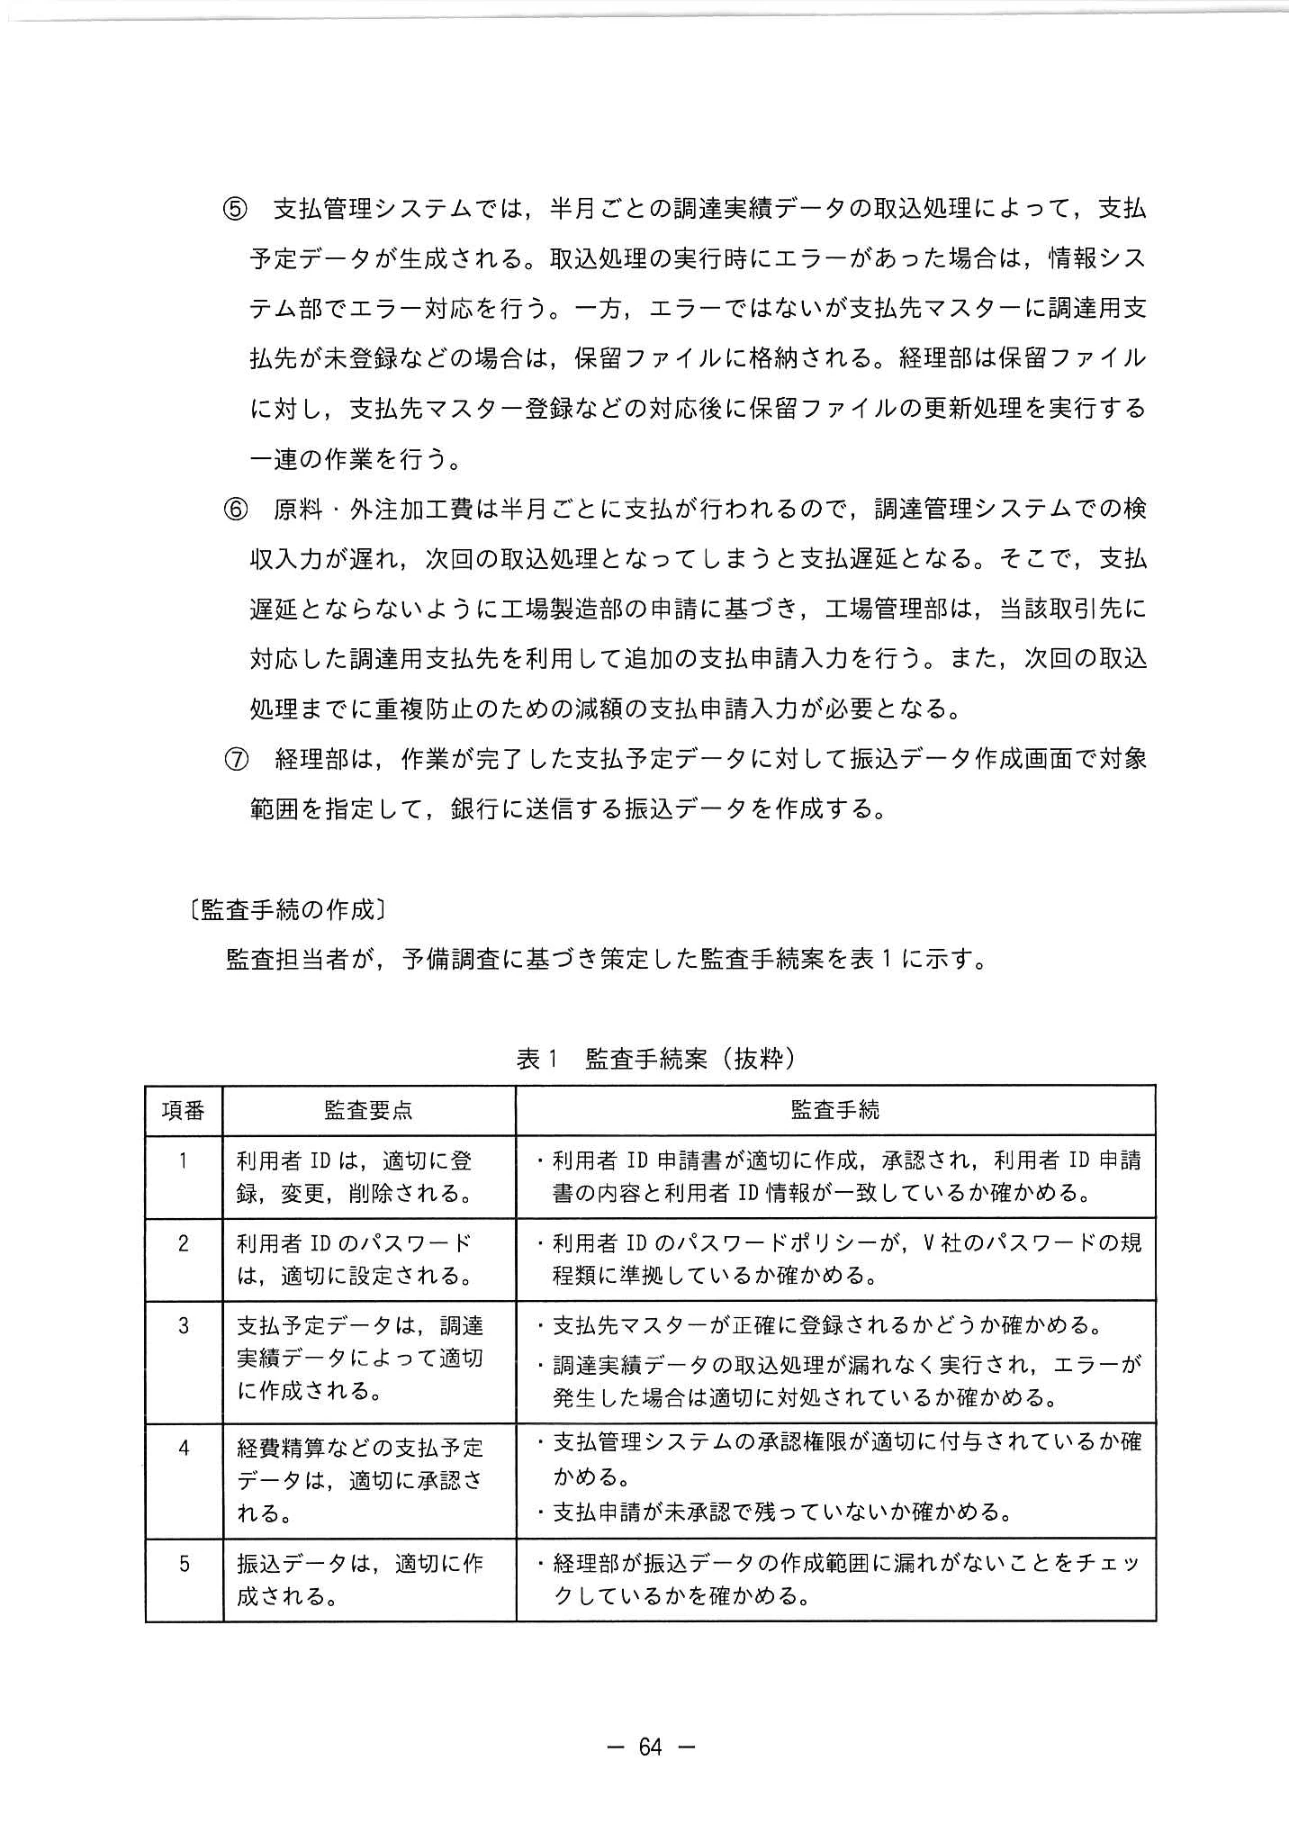 ⑤　支払管理システムでは，半月ごとの調達実績データの取込処理によって，支払
予定データが生成される。取込処理の実行時にエラーがあった場合は，情報シス
テム部でエラー対応を行う。一方，エラーではないが支払先マスターに調達用支
払先が未登録などの場合は，保留ファイルに格納される。経理部は保留ファイル
に対し，支払先マスター登録などの対応後に保留ファイルの更新処理を実行する
一連の作業を行う。
⑥　原料・外注加工費は半月ごとに支払が行われるので，調達管理システムでの検
収入力が遅れ，次回の取込処理となってしまうと支払遅延となる。そこで，支払
遅延とならないように工場製造部の申請に基づき，工場管理部は，当該取引先に
対応した調達用支払先を利用して追加の支払申請入力を行う。また，次回の取込
処理までに重複防止のための減額の支払申請入力が必要となる。
⑦　経理部は，作業が完了した支払予定データに対して振込データ作成画面で対象
範囲を指定して，銀行に送信する振込データを作成する。
〔監査手続の作成〕
監査担当者が，予備調査に基づき策定した監査手続案を表1に示す。
表1　監査手続案（抜粋）
項番　監査要点　監査手続
1
利用者 ID は，適切に登
録，変更，削除される。
・利用者 ID 申請書が適切に作成，承認され，利用者 ID 申請
書の内容と利用者 ID 情報が一致しているか確かめる。
2
利用者 ID のパスワード
は，適切に設定される。
・利用者 ID のパスワードポリシーが，V 社のパスワードの規
程類に準拠しているか確かめる。
3
支払予定データは，調達
実績データによって適切
に作成される。
・支払先マスターが正確に登録されるかどうか確かめる。
・調達実績データの取込処理が漏れなく実行され，エラーが
発生した場合は適切に対処されているか確かめる。
4
経費精算などの支払予定
データは，適切に承認さ
れる。
・支払管理システムの承認権限が適切に付与されているか確
かめる。
・支払申請が未承認で残っていないか確かめる。
5
振込データは，適切に作
成される。
・経理部が振込データの作成範囲に漏れがないことをチェッ
クしているかを確かめる。
－ 64 －